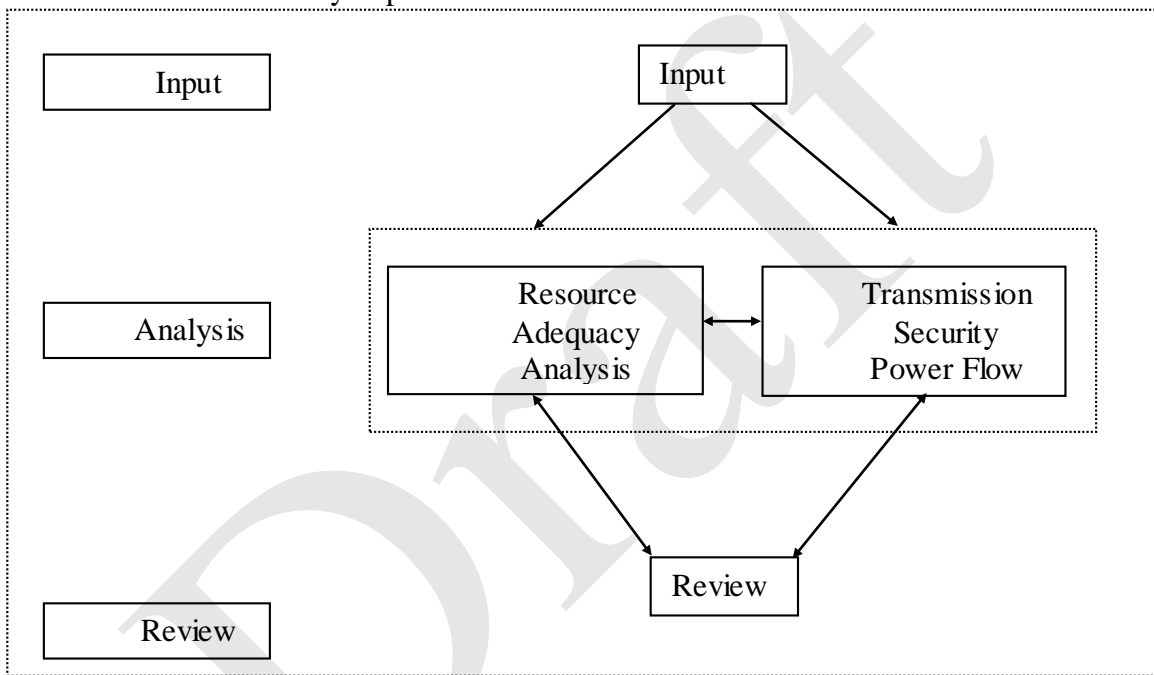 Input
Input
Resource
Adequacy
Analysis
Transmission
Security
Power Flow
Analysis
Review
Review
Draft